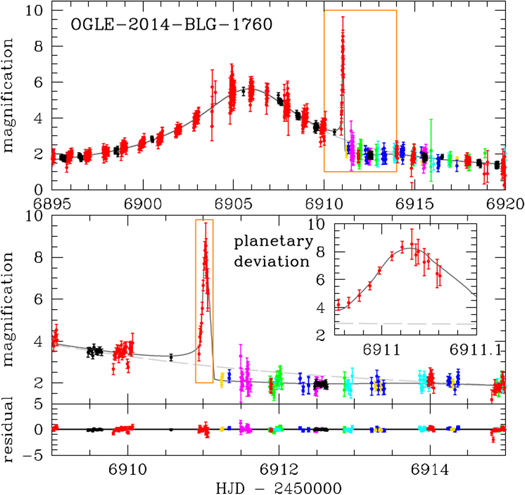 OGLE-2014-BLG-1760
magnification
10
8
6
4
2
0
6895 6900 6905 6910 6915 6920
planetary
deviation
magnification
10
8
6
4
2
12
10
8
6
4
2
6911 6911.1
residual
5
0
-5
6910 6912 6914
HJD - 2450000